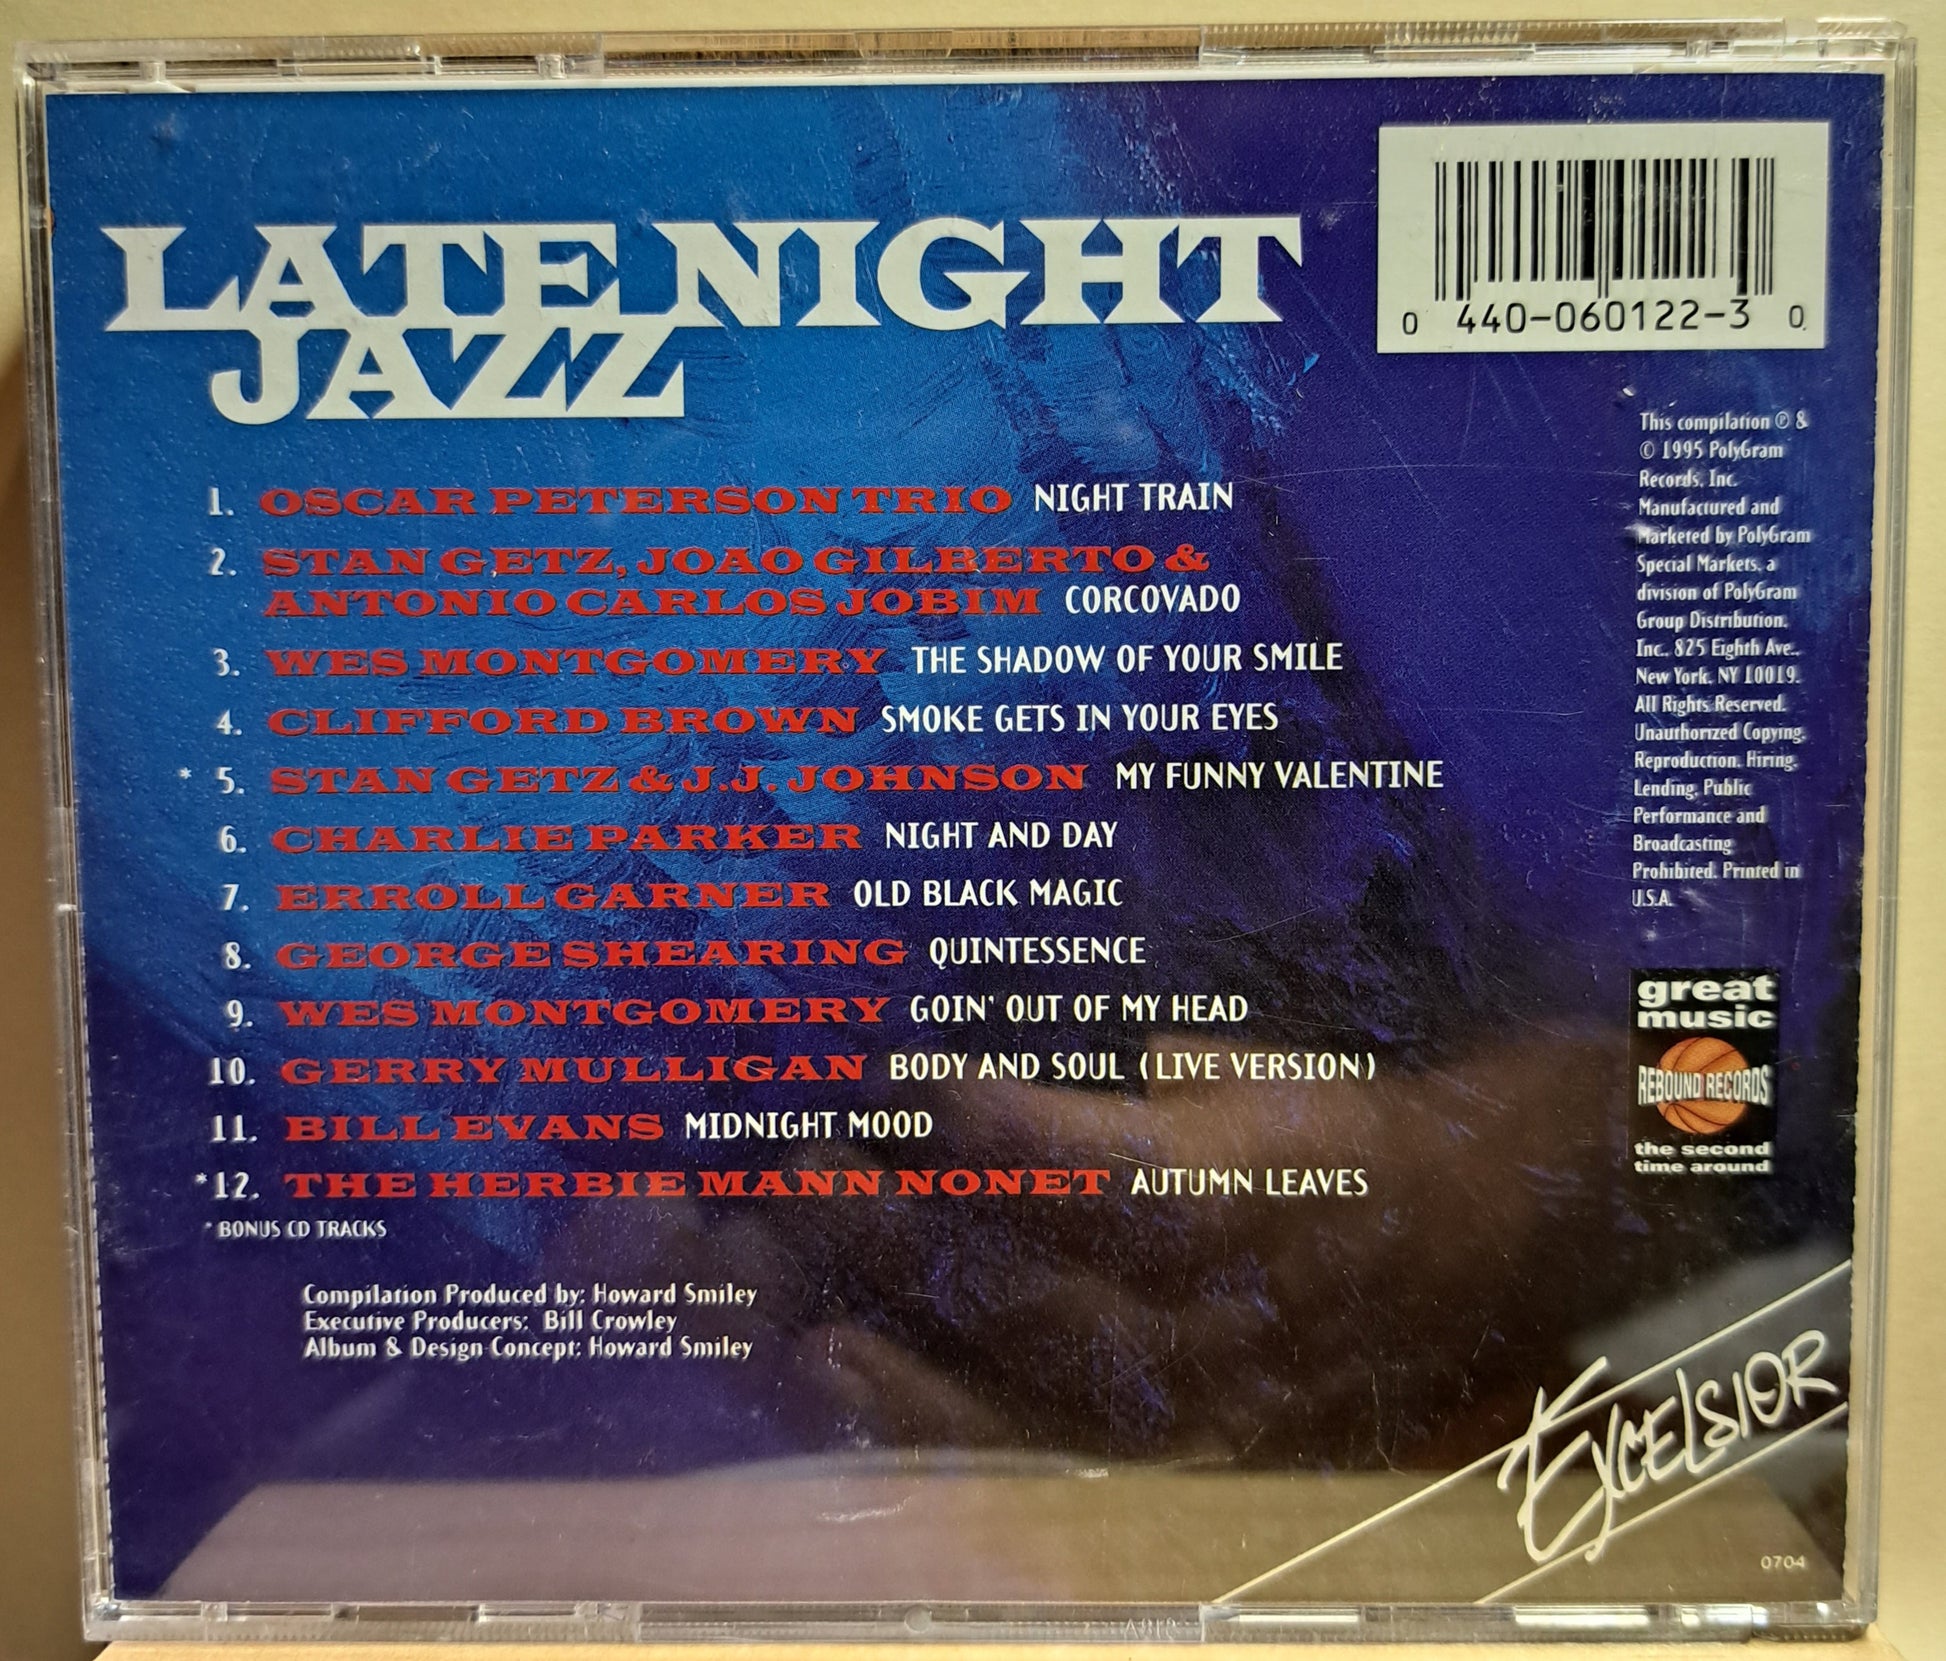 LATE NIGHT
JAZZ
0 440-060122-3 0
1. OSCAR PETERSON TRIO NIGHT TRAIN
2. STAN GETZ, JOAO GILBERTO &
ANTONIO CARLOS JOBIM CORCOVADO
3. WES MONTGOMERY THE SHADOW OF YOUR SMILE
4. CLIFFORD BROWN SMOKE GETS IN YOUR EYES
* 5. STAN GETZ & J.J. JOHNSON MY FUNNY VALENTINE
6. CHARLIE PARKER NIGHT AND DAY
7. ERROLL GARNER OLD BLACK MAGIC
8. GEORGE SHEARING QUINTESSENCE
9. WES MONTGOMERY GOIN' OUT OF MY HEAD
10. GERRY MULLIGAN BODY AND SOUL (LIVE VERSION)
11. BILL EVANS MIDNIGHT MOOD
*12. THE HERBIE MANN NONET AUTUMN LEAVES
* BONUS CD TRACKS
Compilation Produced by: Howard Smiley
Executive Producers: Bill Crowley
Album & Design Concept: Howard Smiley
This compilation ℗ &
© 1995 PolyGram
Records, Inc.
Manufactured and
Marketed by PolyGram
Special Markets, a
division of PolyGram
Group Distribution,
Inc., 825 Eighth Ave.,
New York, NY 10019.
All Rights Reserved.
Unauthorized Copying,
Reproduction, Hiring,
Lending, Public
Performance and
Broadcasting
Prohibited. Printed in
U.S.A.
great
music
REBOUND RECORDS
the second
time around
EXCELSIOR
0704